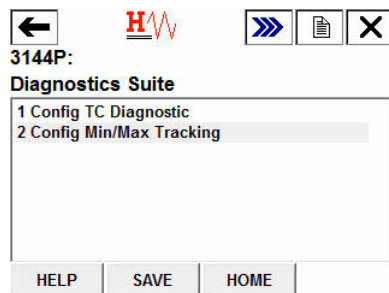 H
3144P:
Diagnostics Suite
1 Config TC Diagnostic
2 Config Min/Max Tracking
HELP SAVE HOME